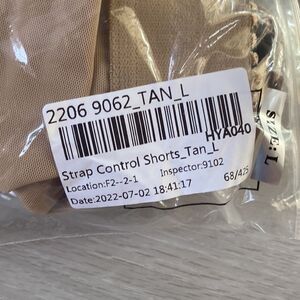 2206 9062_TAN_L
HYA040
Strap Control Shorts_Tan_L
Location:F2--2-1 Inspector:9102
Date:2022-07-02 18:41:17 68/425
SIZE: L